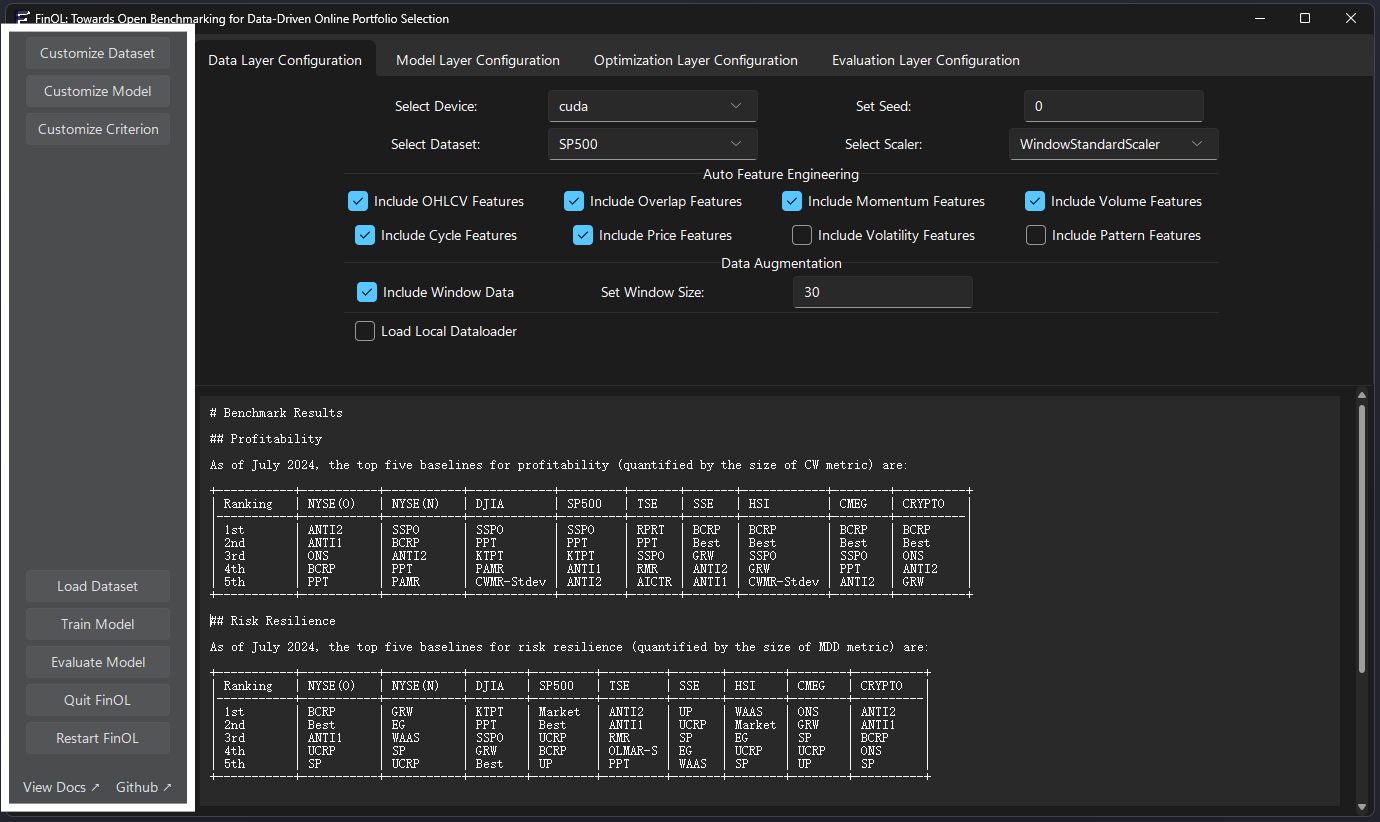 FinOL: Towards Open Benchmarking for Data-Driven Online Portfolio Selection
Customize Dataset
Customize Model
Customize Criterion
Load Dataset
Train Model
Evaluate Model
Quit FinOL
Restart FinOL
View Docs ↗ Github ↗
Data Layer Configuration Model Layer Configuration Optimization Layer Configuration Evaluation Layer Configuration
Select Device: cuda Set Seed: 0
Select Dataset: SP500 Select Scaler: WindowStandardScaler
Auto Feature Engineering
Include OHLCV Features Include Overlap Features Include Momentum Features Include Volume Features
Include Cycle Features Include Price Features Include Volatility Features Include Pattern Features
Data Augmentation
Include Window Data Set Window Size: 30
Load Local Dataloader
# Benchmark Results
## Profitability
As of July 2024, the top five baselines for profitability (quantified by the size of CW metric) are:
| Ranking | NYSE(O) | NYSE(N) | DJIA | SP500 | TSE | SSE | HSI | CMEG | CRYPTO |
| 1st | ANTI2 | SSPO | SSPO | SSPO | RPRT | BCRP | BCRP | BCRP | BCRP |
| 2nd | ANTI1 | BCRP | PPT | PPT | PPT | Best | Best | Best | Best |
| 3rd | ONS | ANTI2 | KTPT | KTPT | SSPO | GRW | SSPO | SSPO | ONS |
| 4th | BCRP | PPT | PAMR | ANTI1 | RMR | ANTI2 | GRW | PPT | ANTI2 |
| 5th | PPT | PAMR | CWMR-Stdev | ANTI2 | AICTR | ANTI1 | CWMR-Stdev | ANTI2 | GRW |
## Risk Resilience
As of July 2024, the top five baselines for risk resilience (quantified by the size of MDD metric) are:
| Ranking | NYSE(O) | NYSE(N) | DJIA | SP500 | TSE | SSE | HSI | CMEG | CRYPTO |
| 1st | BCRP | GRW | KTPT | Market | ANTI2 | UP | WAAS | ONS | ANTI2 |
| 2nd | Best | EG | PPT | Best | ANTI1 | UCRP | Market | GRW | ANTI1 |
| 3rd | ANTI1 | WAAS | SSPO | UCRP | RMR | SP | EG | SP | BCRP |
| 4th | UCRP | SP | GRW | BCRP | OLMAR-S | EG | UCRP | UCRP | ONS |
| 5th | SP | UCRP | Best | UP | PPT | WAAS | SP | UP | SP |